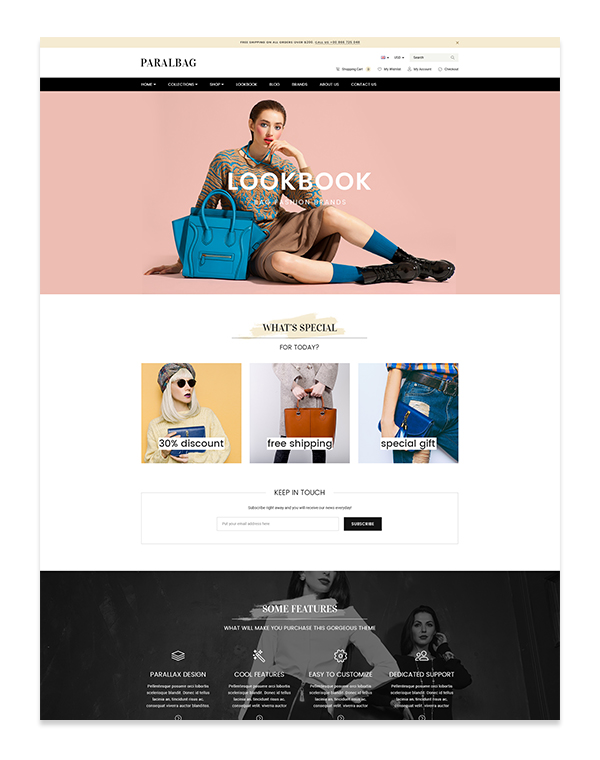 FREE SHIPPING ON ALL ORDERS OVER $200. CALL US
PARALBAG
USD
Search
Shopping Cart
My Wishlist
My Account
Checkout
HOME COLLECTIONS SHOP LOOKBOOK BLOG BRANDS ABOUT US CONTACT US
LOOKBOOK
BAG FASHION BRANDS
WHAT'S SPECIAL
FOR TODAY?
30% discount
free shipping
special gift
KEEP IN TOUCH
Subscribe right away and you will receive our news everyday!
Put your email address here
SUBSCRIBE
SOME FEATURES
WHAT WILL MAKE YOU PURCHASE THIS GORGEOUS THEME
PARALLAX DESIGN
Pellentesque posuere orci lobortis
scelerisque blandit. Donec id tellus
lacinia an, tincidunt risus ac,
consequat viverra auctor blanditos.
COOL FEATURES
Pellentesque posuere orci lobortis
scelerisque blandit. Donec id tellus
lacinia an, tincidunt risus ac,
consequat velit. viverra auctor
EASY TO CUSTOMIZE
Pellentesque posuere orci lobortis
scelerisque blandit. Donec id tellus
lacinia an, tincidunt risus ac,
consequat velit. viverra auctor
DEDICATED SUPPORT
Pellentesque posuere orci lobortis
scelerisque blandit. Donec id tellus
lacinia an, tincidunt risus ac,
consequat velit. viverra auctor